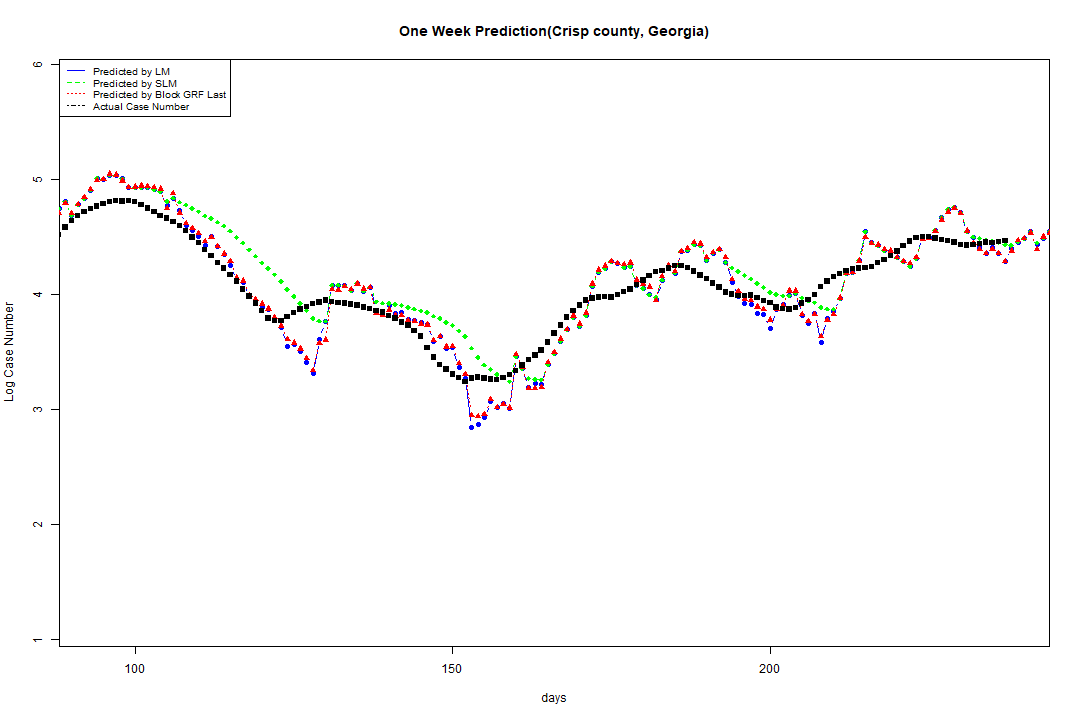 One Week Prediction(Crisp county, Georgia)
Predicted by LM
Predicted by SLM
Predicted by Block GRF Last
Actual Case Number
6
5
4
3
2
1
Log Case Number
100 150 200
days